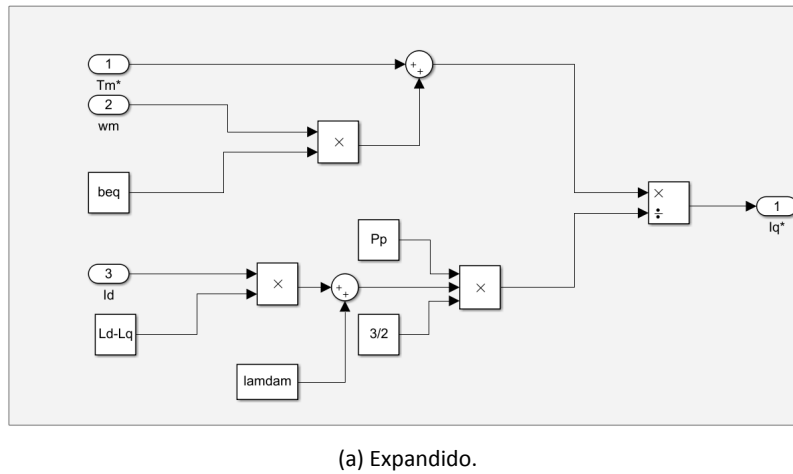 1
Tm*
2
wm
+
+
×
beq
×
÷
1
Iq*
Pp
3
Id
×
+
+
×
Ld-Lq
3/2
lamdam
(a) Expandido.